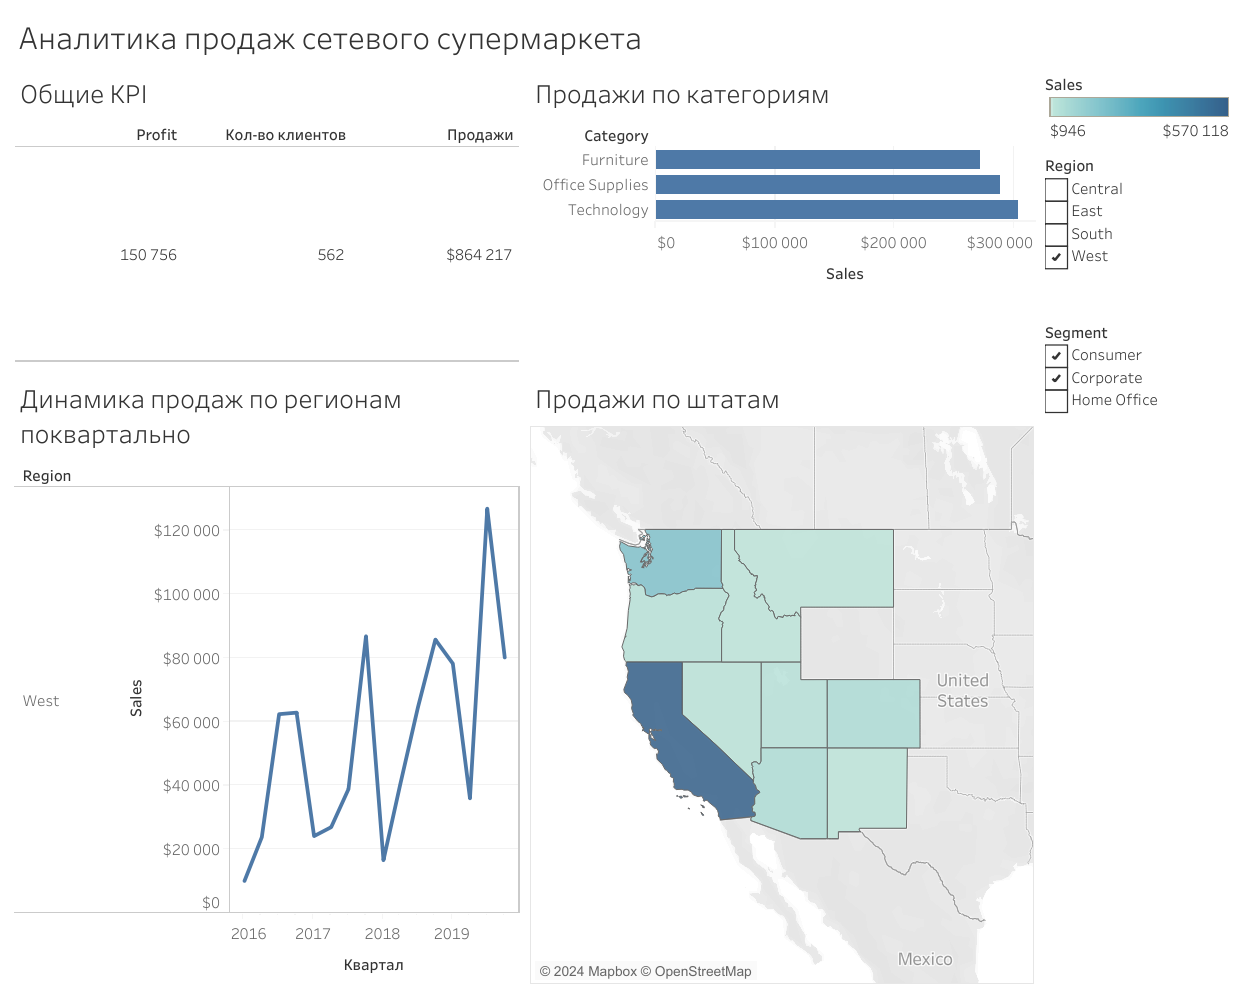 Аналитика продаж сетевого супермаркета
Общие KPI
Profit Кол-во клиентов Продажи
150 756 562 $864 217
Продажи по категориям
Category
Furniture
Office Supplies
Technology
$0 $100 000 $200 000 $300 000
Sales
Sales
$946 $570 118
Region
Central
East
South
West
Segment
Consumer
Corporate
Home Office
Динамика продаж по регионам
поквартально
Region
West
Sales
$120 000
$100 000
$80 000
$60 000
$40 000
$20 000
$0
2016 2017 2018 2019
Квартал
Продажи по штатам
United
States
Mexico
© 2024 Mapbox © OpenStreetMap